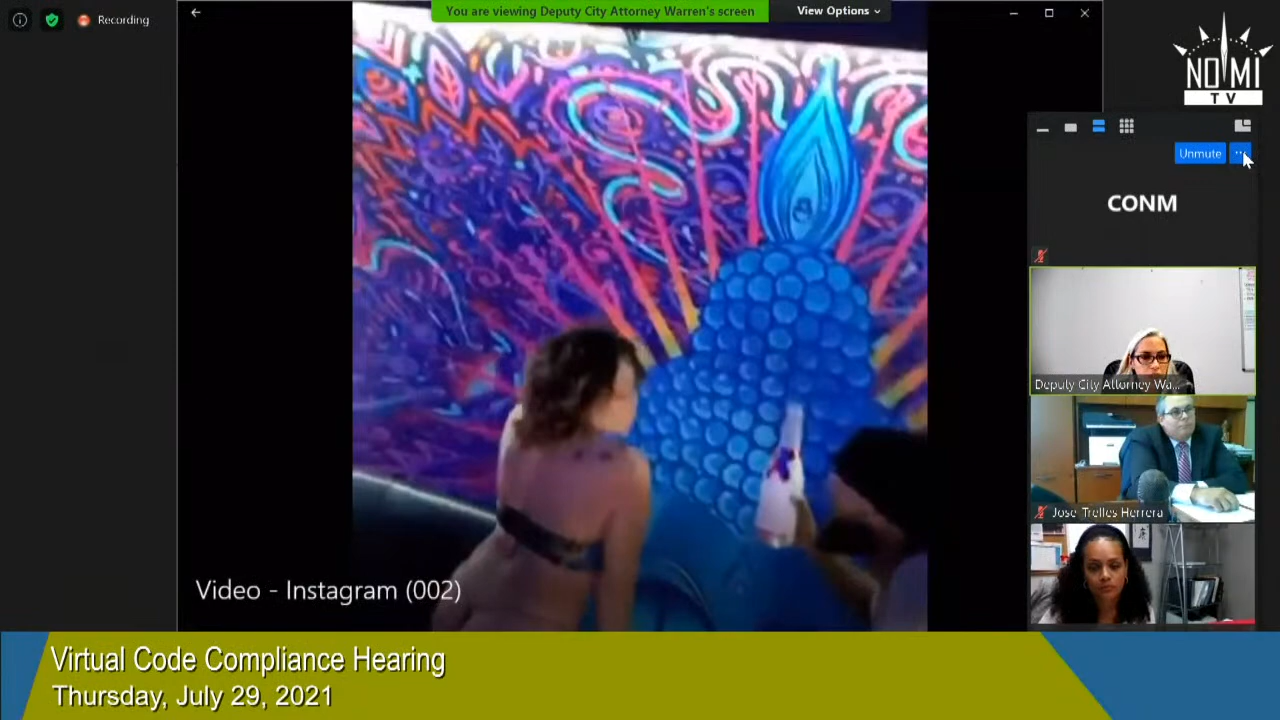 Recording
You are viewing Deputy City Attorney Warren's screen
View Options
NOMI
TV
Unmute
CONM
Deputy City Attorney Wa...
Jose Trelles Herrera
Video - Instagram (002)
Virtual Code Compliance Hearing
Thursday, July 29, 2021